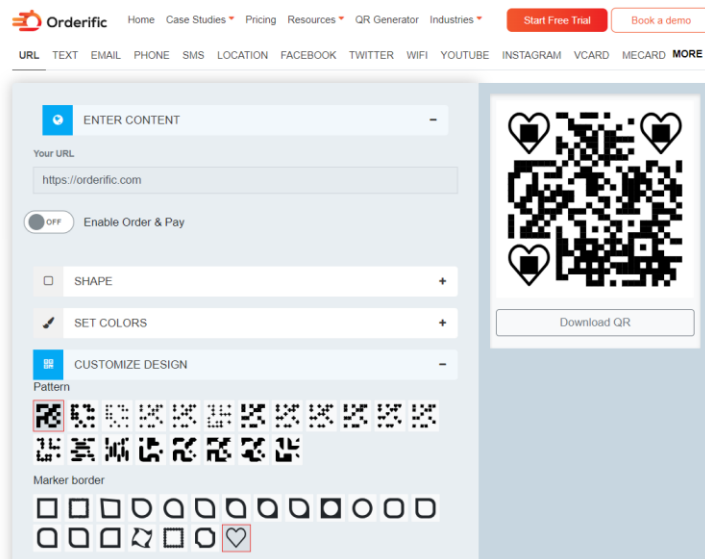 Orderific Home Case Studies Pricing Resources QR Generator Industries Start Free Trial Book a demo
URL TEXT EMAIL PHONE SMS LOCATION FACEBOOK TWITTER WIFI YOUTUBE INSTAGRAM VCARD MECARD MORE
ENTER CONTENT −
Your URL
https://orderific.com
OFF Enable Order & Pay
SHAPE +
SET COLORS +
Download QR
CUSTOMIZE DESIGN −
Pattern
Marker border